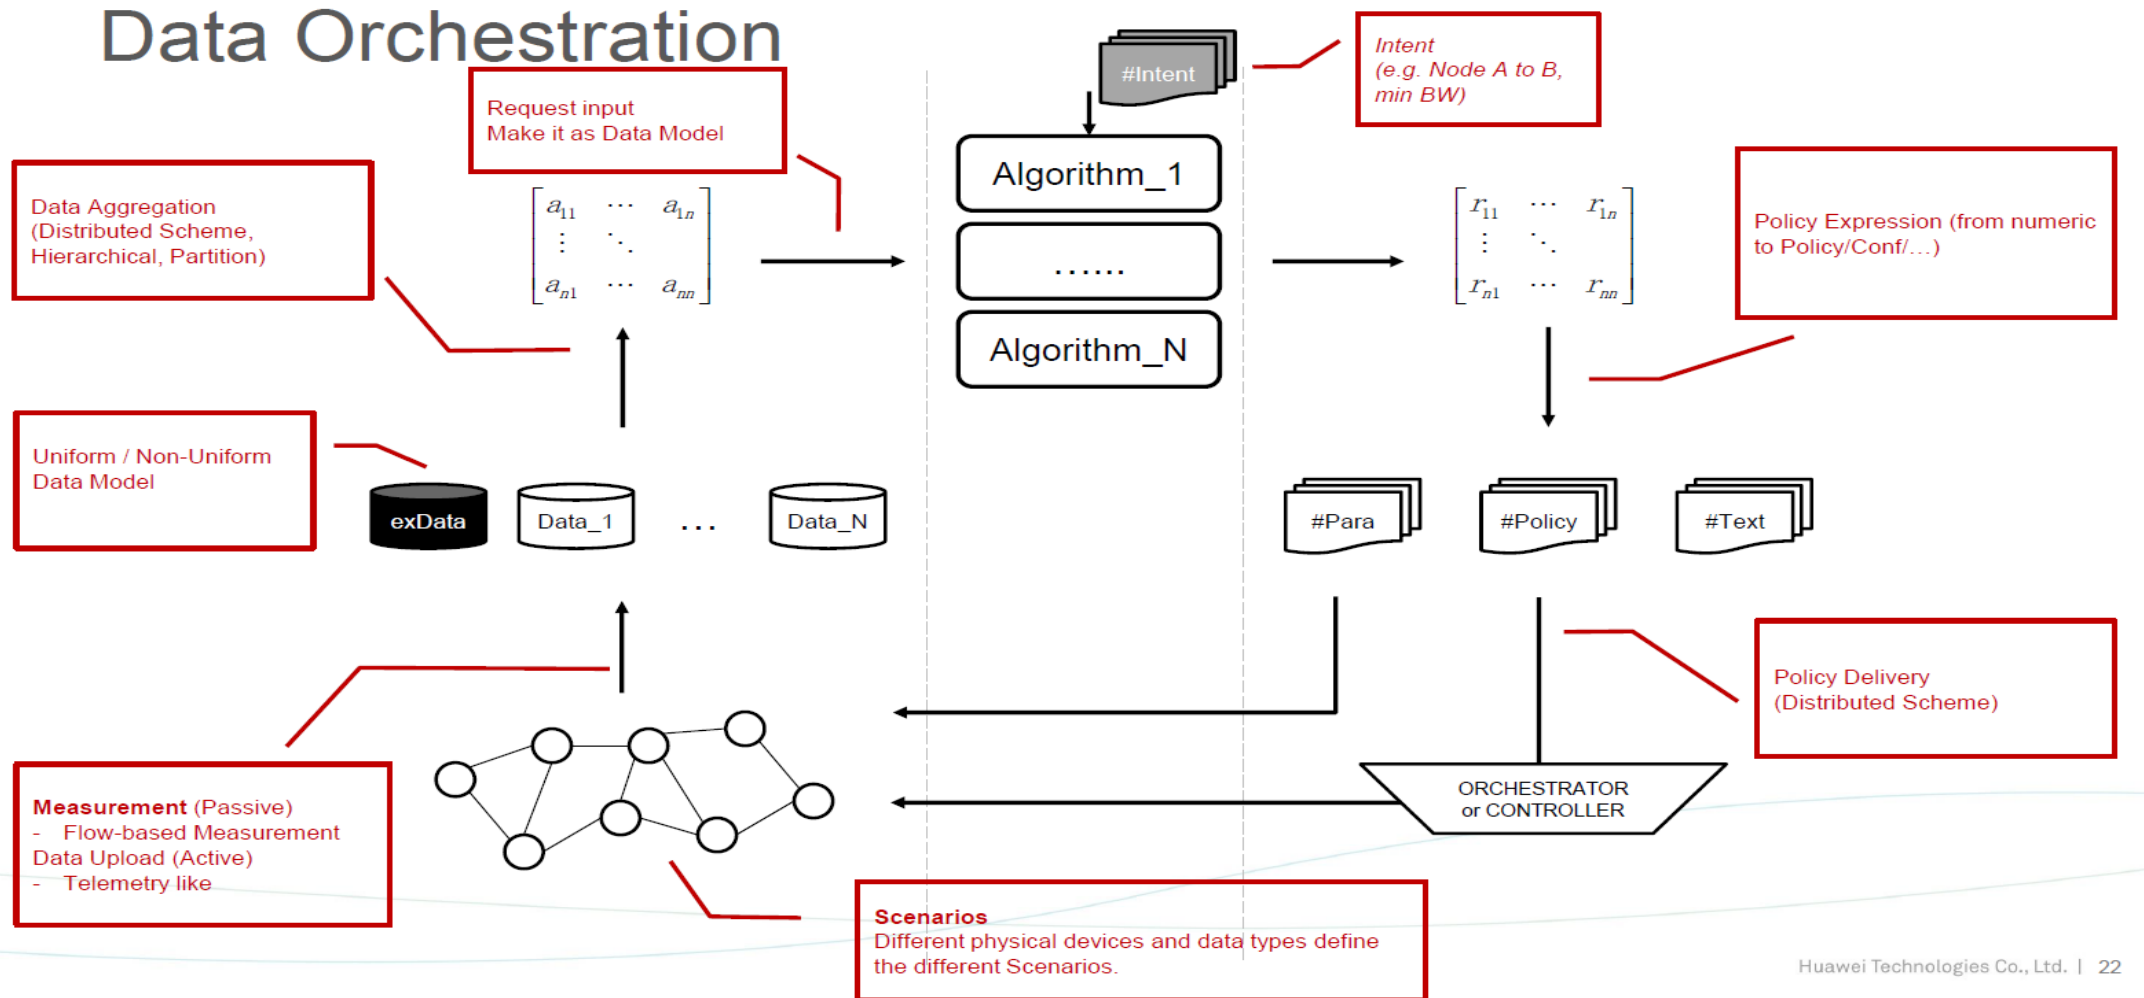 Data Orchestration
#Intent
Intent
(e.g. Node A to B,
min BW)
Request input
Make it as Data Model
Data Aggregation
(Distributed Scheme,
Hierarchical, Partition)
a11 ··· a1n
⋮ ⋱
an1 ··· ann
Algorithm_1
......
Algorithm_N
r11 ··· r1n
⋮ ⋱
rn1 ··· rnn
Policy Expression (from numeric
to Policy/Conf/…)
Uniform / Non-Uniform
Data Model
exData
Data_1
...
Data_N
#Para
#Policy
#Text
Policy Delivery
(Distributed Scheme)
Measurement (Passive)
- Flow-based Measurement
Data Upload (Active)
- Telemetry like
ORCHESTRATOR
or CONTROLLER
Scenarios
Different physical devices and data types define
the different Scenarios.
Huawei Technologies Co., Ltd. | 22